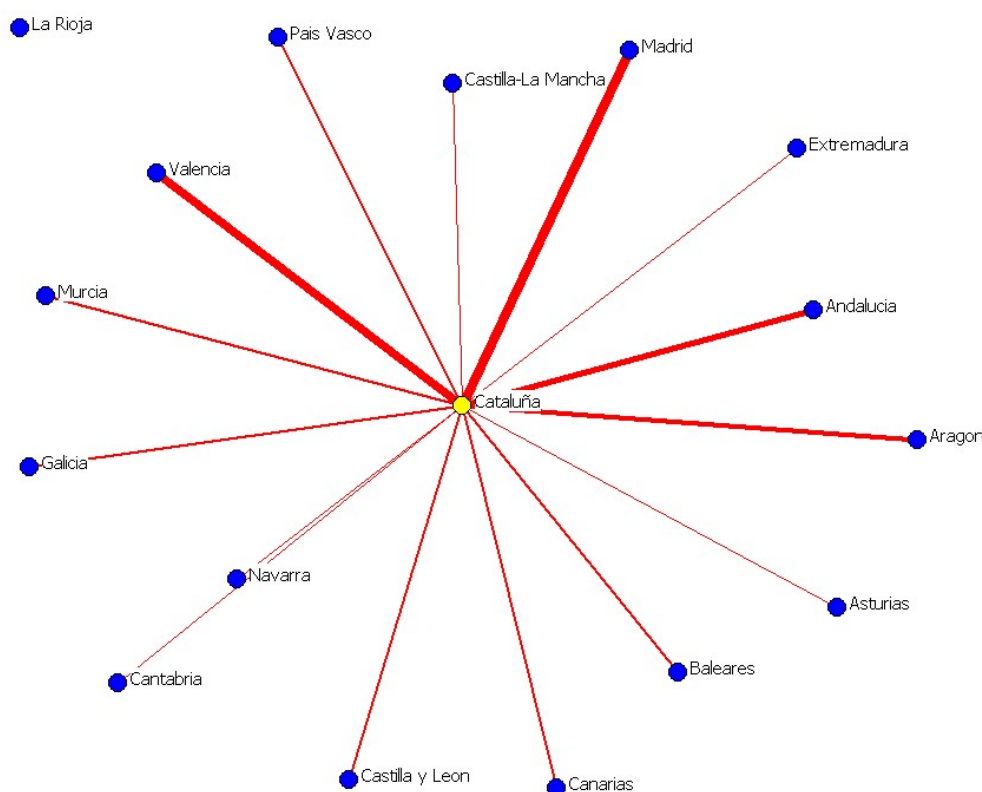 La Rioja
Pais Vasco
Madrid
Castilla-La Mancha
Extremadura
Valencia
Murcia
Andalucia
Cataluña
Aragon
Galicia
Navarra
Asturias
Baleares
Cantabria
Castilla y Leon
Canarias